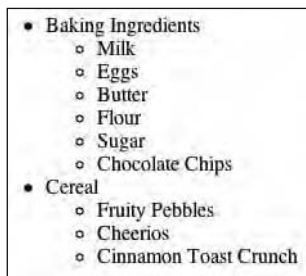 Baking Ingredients
Milk
Eggs
Butter
Flour
Sugar
Chocolate Chips
Cereal
Fruity Pebbles
Cheerios
Cinnamon Toast Crunch